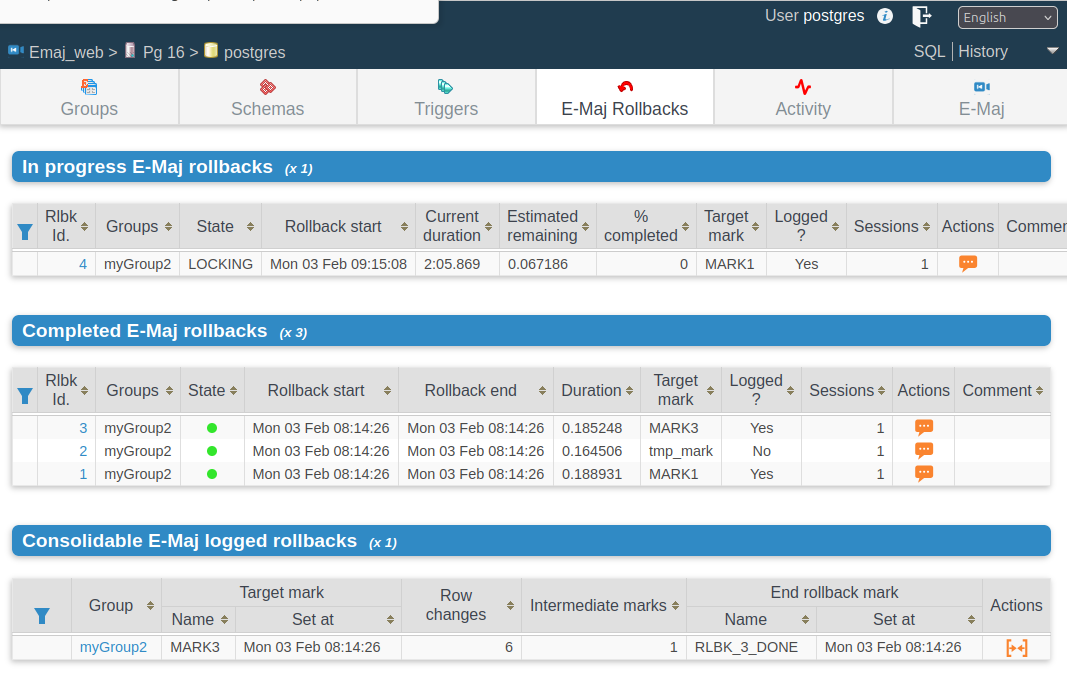 User postgres English
Emaj_web > Pg 16 > postgres SQL History
Groups Schemas Triggers E-Maj Rollbacks Activity E-Maj
In progress E-Maj rollbacks (x 1)
Rlbk Id. Groups State Rollback start Current duration Estimated remaining % completed Target mark Logged ? Sessions Actions Commen
4 myGroup2 LOCKING Mon 03 Feb 09:15:08 2:05.869 0.067186 0 MARK1 Yes 1
Completed E-Maj rollbacks (x 3)
Rlbk Id. Groups State Rollback start Rollback end Duration Target mark Logged ? Sessions Actions Comment
3 myGroup2 Mon 03 Feb 08:14:26 Mon 03 Feb 08:14:26 0.185248 MARK3 Yes 1
2 myGroup2 Mon 03 Feb 08:14:26 Mon 03 Feb 08:14:26 0.164506 tmp_mark No 1
1 myGroup2 Mon 03 Feb 08:14:26 Mon 03 Feb 08:14:26 0.188931 MARK1 Yes 1
Consolidable E-Maj logged rollbacks (x 1)
Group Target mark Row changes Intermediate marks End rollback mark Actions
Name Set at Name Set at
myGroup2 MARK3 Mon 03 Feb 08:14:26 6 1 RLBK_3_DONE Mon 03 Feb 08:14:26